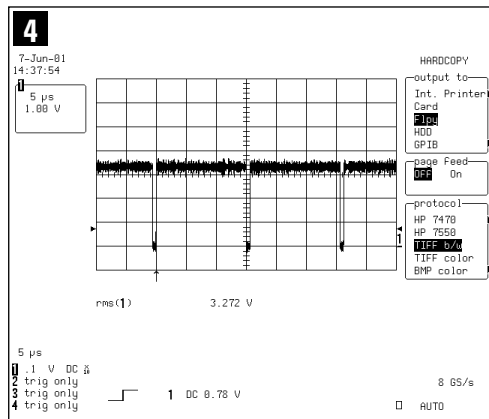 4
7-Jun-01
14:37:54
1
5 µs
1.00 V
HARDCOPY
output to
Int. Printer
Card
Flpy
HDD
GPIB
page feed
OFF On
protocol
HP 7470
HP 7550
TIFF b/w
TIFF color
BMP color
1
rms(1) 3.272 V
5 µs
1 .1 V DC
2 trig only
3 trig only
4 trig only
1 DC 0.78 V
8 GS/s
AUTO